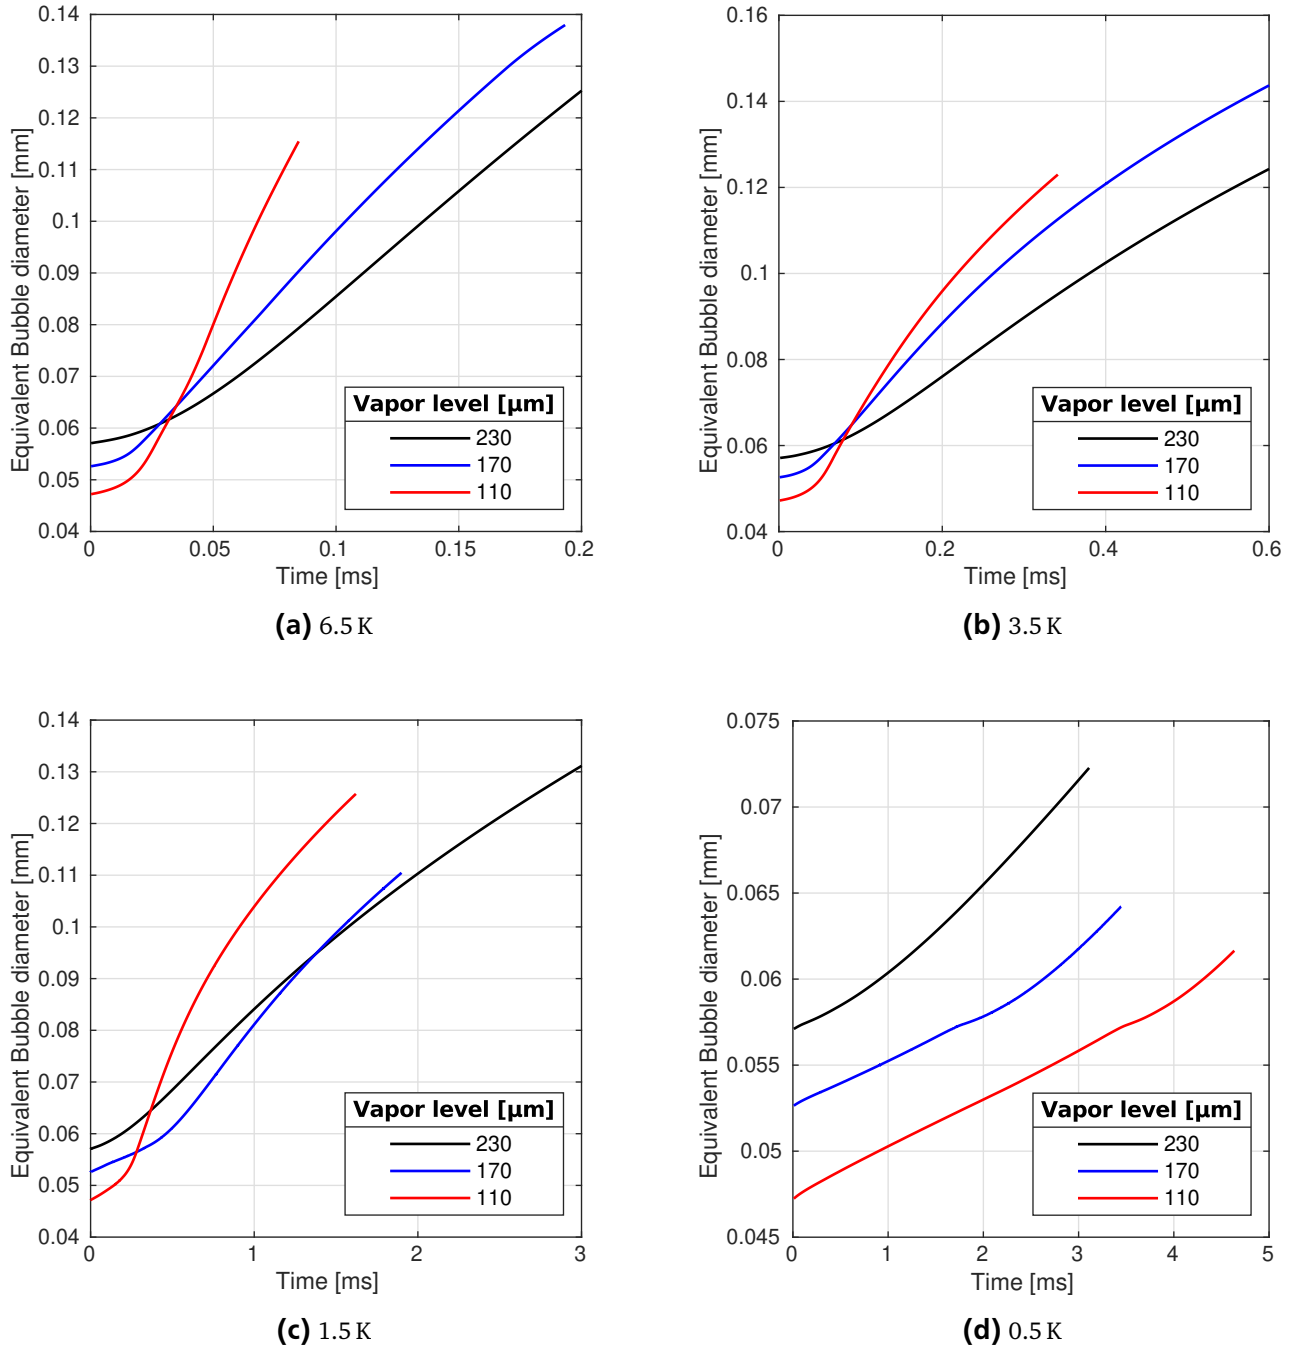 Equivalent Bubble diameter [mm]
0.14
0.13
0.12
0.11
0.1
0.09
0.08
0.07
0.06
0.05
0.04
0 0.05 0.1 0.15 0.2
Time [ms]
Vapor level [µm]
230
170
110
(a) 6.5 K
Equivalent Bubble diameter [mm]
0.16
0.14
0.12
0.1
0.08
0.06
0.04
0 0.2 0.4 0.6
Time [ms]
Vapor level [µm]
230
170
110
(b) 3.5 K
Equivalent Bubble diameter [mm]
0.14
0.13
0.12
0.11
0.1
0.09
0.08
0.07
0.06
0.05
0.04
0 1 2 3
Time [ms]
Vapor level [µm]
230
170
110
(c) 1.5 K
Equivalent Bubble diameter [mm]
0.075
0.07
0.065
0.06
0.055
0.05
0.045
0 1 2 3 4 5
Time [ms]
Vapor level [µm]
230
170
110
(d) 0.5 K